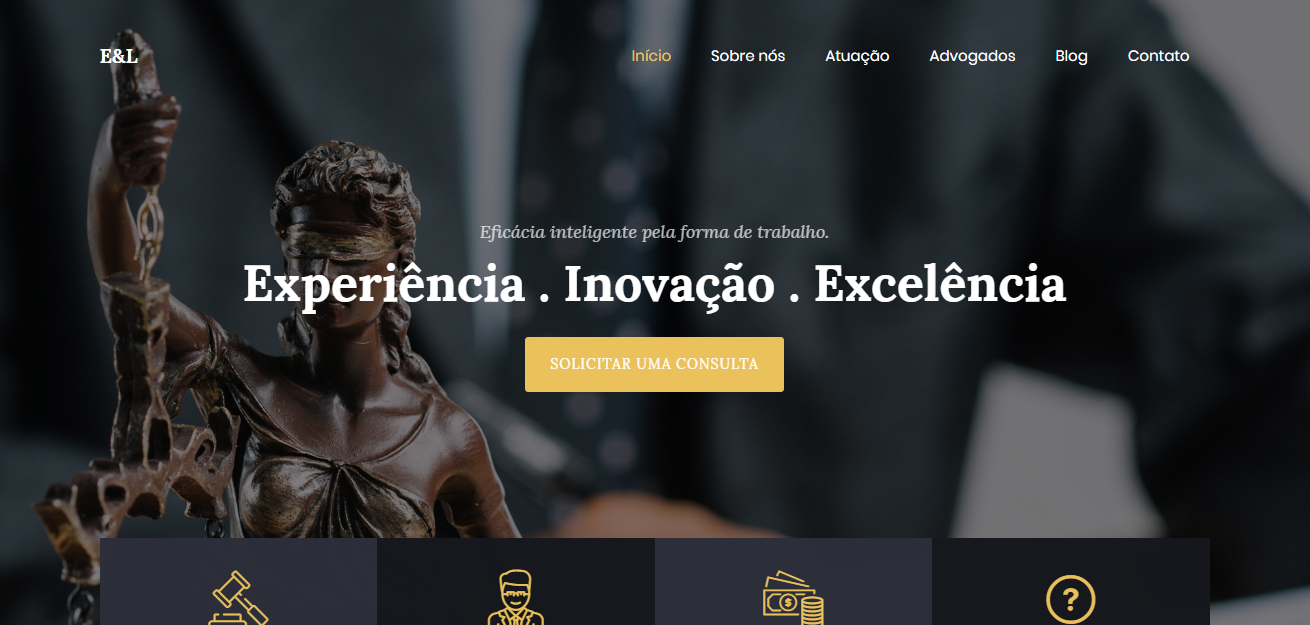 E&L
Início Sobre nós Atuação Advogados Blog Contato
Eficácia inteligente pela forma de trabalho.
Experiência . Inovação . Excelência
SOLICITAR UMA CONSULTA